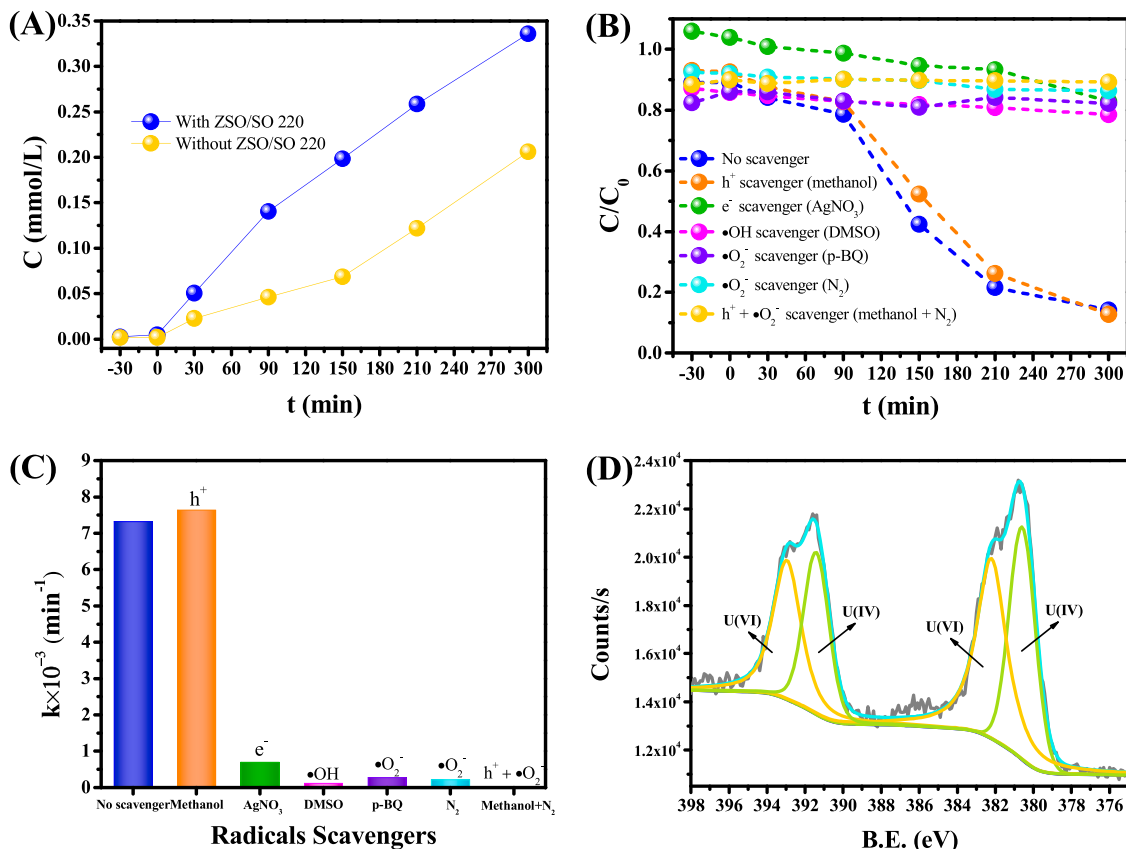 (A)
0.35
0.30
0.25
0.20
0.15
0.10
0.05
0.00
C (mmol/L)
With ZSO/SO 220
Without ZSO/SO 220
-30 0 30 60 90 120 150 180 210 240 270 300
t (min)
(B)
1.0
0.8
0.6
0.4
0.2
0.0
C/C₀
No scavenger
h⁺ scavenger (methanol)
e⁻ scavenger (AgNO₃)
•OH scavenger (DMSO)
•O₂⁻ scavenger (p-BQ)
•O₂⁻ scavenger (N₂)
h⁺ + •O₂⁻ scavenger (methanol + N₂)
-30 0 30 60 90 120 150 180 210 240 270 300
t (min)
(C)
9
8
7
6
5
4
3
2
1
0
k×10⁻³ (min⁻¹)
h⁺
e⁻
•OH
•O₂⁻
•O₂⁻
h⁺ + •O₂⁻
No scavenger Methanol AgNO₃ DMSO p-BQ N₂ Methanol+N₂
Radicals Scavengers
(D)
2.4x10⁴
2.3x10⁴
2.2x10⁴
2.0x10⁴
1.8x10⁴
1.6x10⁴
1.4x10⁴
1.3x10⁴
1.2x10⁴
Counts/s
U(VI)
U(IV)
U(VI)
U(IV)
398 396 394 392 390 388 386 384 382 380 378 376
B.E. (eV)